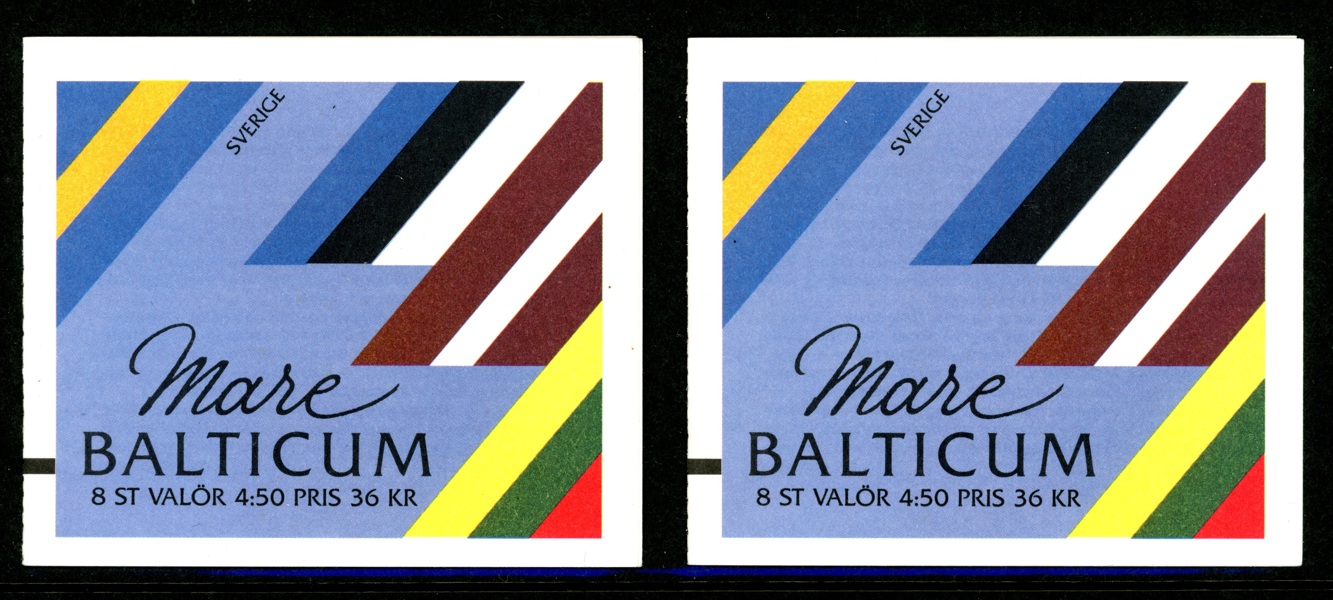 SVERIGE
Mare
BALTICUM
8 ST VALÖR 4:50 PRIS 36 KR
SVERIGE
Mare
BALTICUM
8 ST VALÖR 4:50 PRIS 36 KR